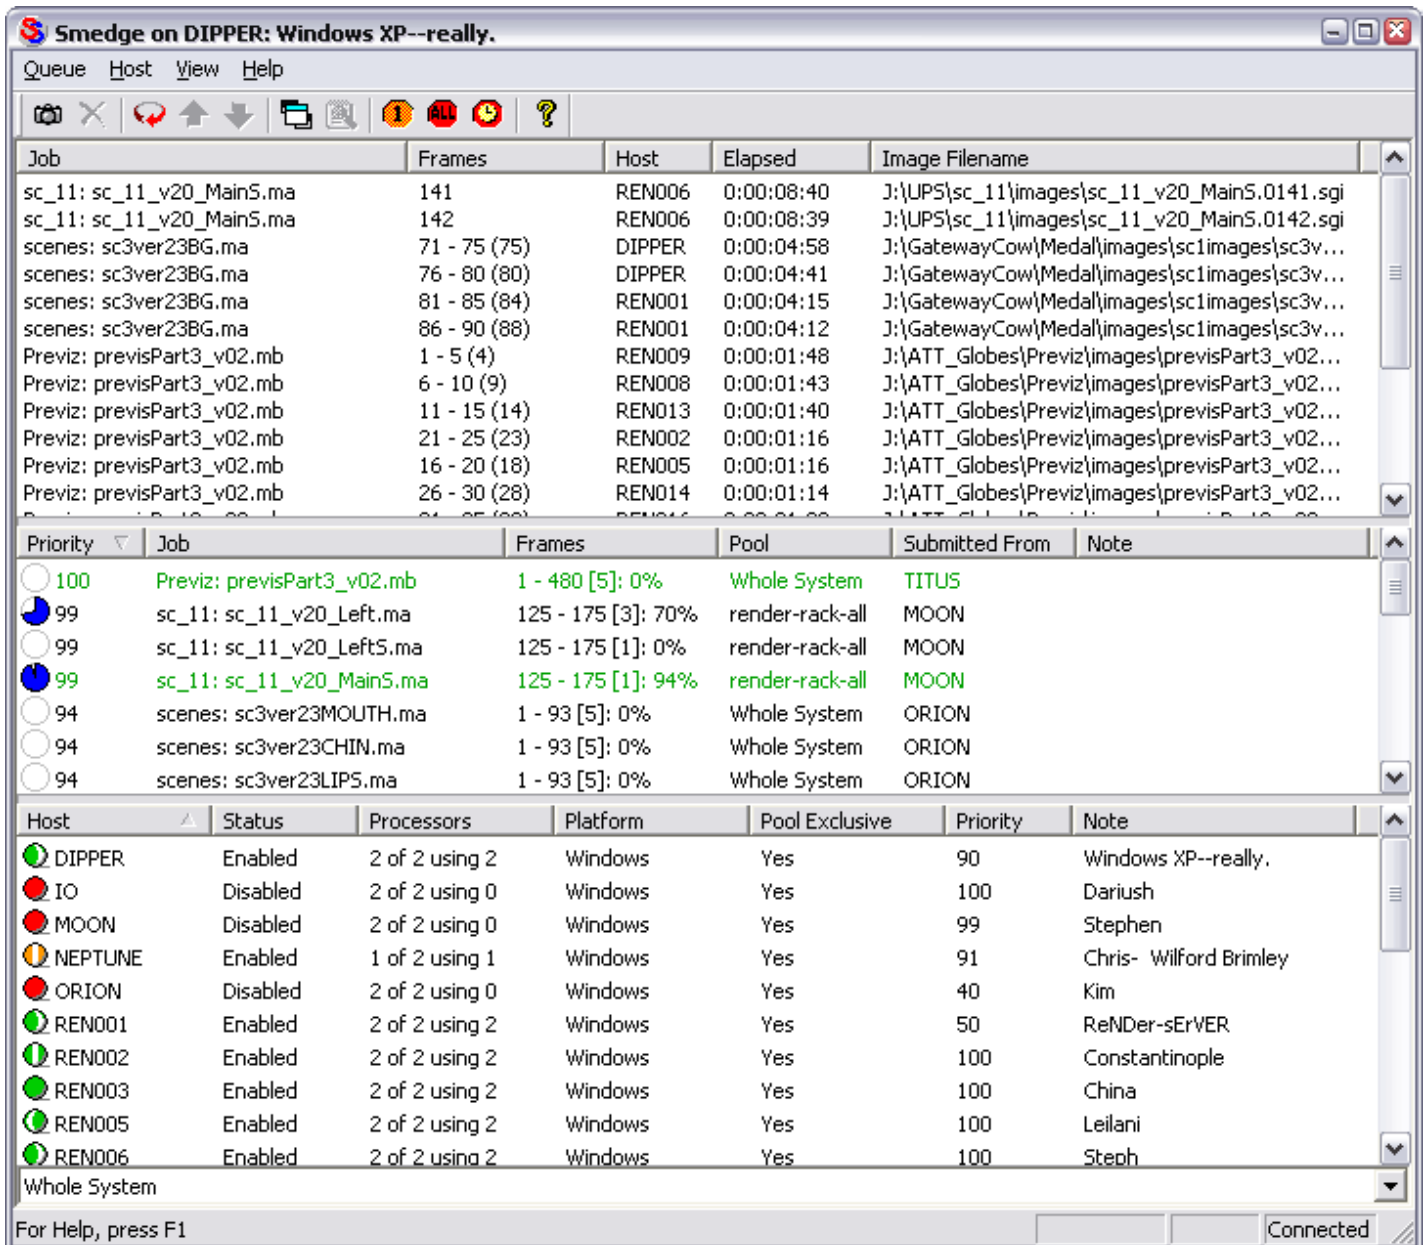 Smedge on DIPPER: Windows XP--really.
Queue Host View Help
1 ALL ?
Job Frames Host Elapsed Image Filename
sc_11: sc_11_v20_MainS.ma 141 REN006 0:00:08:40 J:\UPS\sc_11\images\sc_11_v20_MainS.0141.sgi
sc_11: sc_11_v20_MainS.ma 142 REN006 0:00:08:39 J:\UPS\sc_11\images\sc_11_v20_MainS.0142.sgi
scenes: sc3ver23BG.ma 71 - 75 (75) DIPPER 0:00:04:58 J:\GatewayCow\Medal\images\sc1images\sc3v...
scenes: sc3ver23BG.ma 76 - 80 (80) DIPPER 0:00:04:41 J:\GatewayCow\Medal\images\sc1images\sc3v...
scenes: sc3ver23BG.ma 81 - 85 (84) REN001 0:00:04:15 J:\GatewayCow\Medal\images\sc1images\sc3v...
scenes: sc3ver23BG.ma 86 - 90 (88) REN001 0:00:04:12 J:\GatewayCow\Medal\images\sc1images\sc3v...
Previz: previsPart3_v02.mb 1 - 5 (4) REN009 0:00:01:48 J:\ATT_Globes\Previz\images\previsPart3_v02...
Previz: previsPart3_v02.mb 6 - 10 (9) REN008 0:00:01:43 J:\ATT_Globes\Previz\images\previsPart3_v02...
Previz: previsPart3_v02.mb 11 - 15 (14) REN013 0:00:01:40 J:\ATT_Globes\Previz\images\previsPart3_v02...
Previz: previsPart3_v02.mb 21 - 25 (23) REN002 0:00:01:16 J:\ATT_Globes\Previz\images\previsPart3_v02...
Previz: previsPart3_v02.mb 16 - 20 (18) REN005 0:00:01:16 J:\ATT_Globes\Previz\images\previsPart3_v02...
Previz: previsPart3_v02.mb 26 - 30 (28) REN014 0:00:01:14 J:\ATT_Globes\Previz\images\previsPart3_v02...
Priority Job Frames Pool Submitted From Note
100 Previz: previsPart3_v02.mb 1 - 480 [5]: 0% Whole System TITUS
99 sc_11: sc_11_v20_Left.ma 125 - 175 [3]: 70% render-rack-all MOON
99 sc_11: sc_11_v20_LeftS.ma 125 - 175 [1]: 0% render-rack-all MOON
99 sc_11: sc_11_v20_MainS.ma 125 - 175 [1]: 94% render-rack-all MOON
94 scenes: sc3ver23MOUTH.ma 1 - 93 [5]: 0% Whole System ORION
94 scenes: sc3ver23CHIN.ma 1 - 93 [5]: 0% Whole System ORION
94 scenes: sc3ver23LIPS.ma 1 - 93 [5]: 0% Whole System ORION
Host Status Processors Platform Pool Exclusive Priority Note
DIPPER Enabled 2 of 2 using 2 Windows Yes 90 Windows XP--really.
IO Disabled 2 of 2 using 0 Windows Yes 100 Dariush
MOON Disabled 2 of 2 using 0 Windows Yes 99 Stephen
NEPTUNE Enabled 1 of 2 using 1 Windows Yes 91 Chris- Wilford Brimley
ORION Disabled 2 of 2 using 0 Windows Yes 40 Kim
REN001 Enabled 2 of 2 using 2 Windows Yes 50 ReNDer-sErVER
REN002 Enabled 2 of 2 using 2 Windows Yes 100 Constantinople
REN003 Enabled 2 of 2 using 2 Windows Yes 100 China
REN005 Enabled 2 of 2 using 2 Windows Yes 100 Leilani
REN006 Enabled 2 of 2 using 2 Windows Yes 100 Steph
Whole System
For Help, press F1 Connected